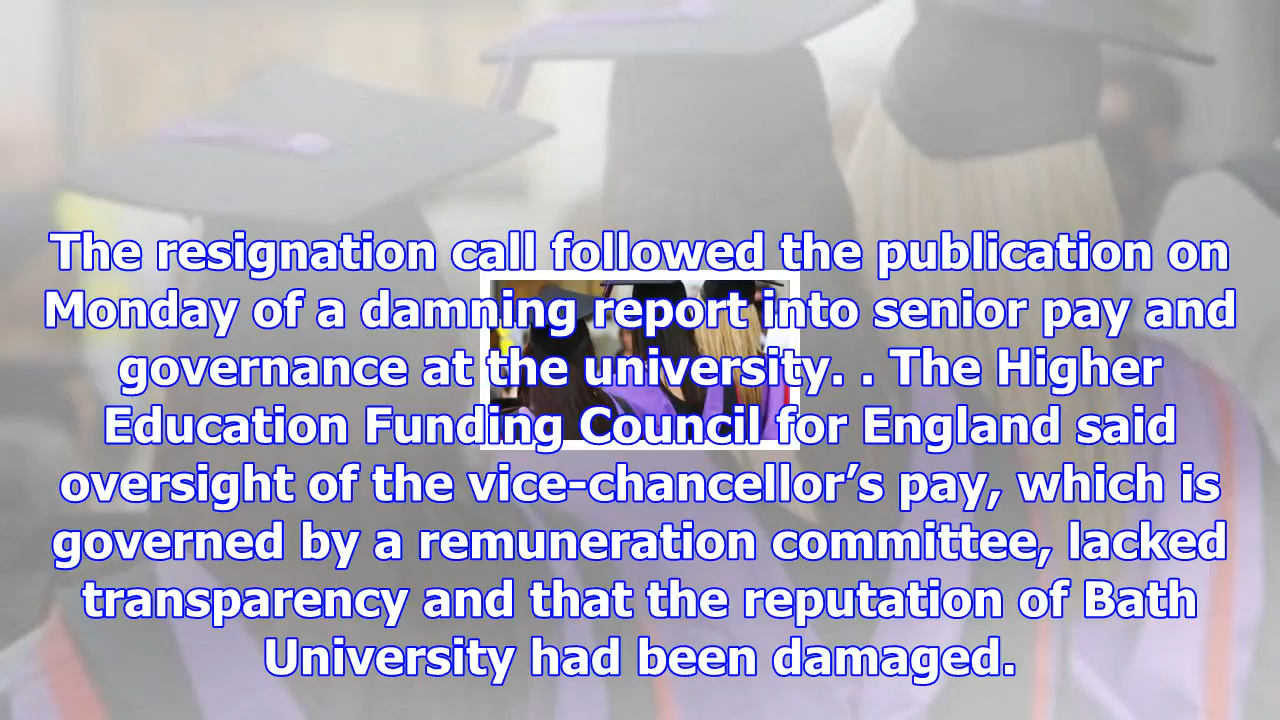 The resignation call followed the publication on
Monday of a damning report into senior pay and
governance at the university. . The Higher
Education Funding Council for England said
oversight of the vice-chancellor’s pay, which is
governed by a remuneration committee, lacked
transparency and that the reputation of Bath
University had been damaged.